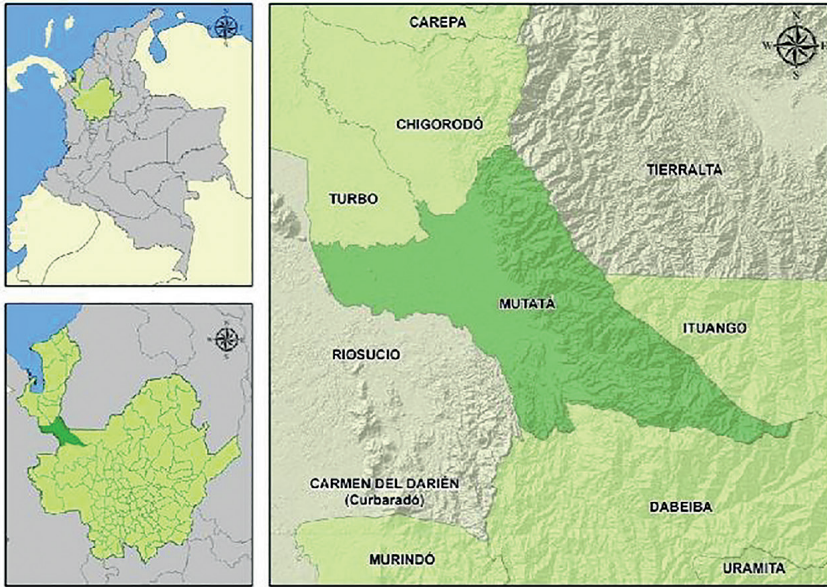 N
N
W E
S
CAREPA
CHIGORODÓ
TIERRALTA
TURBO
MUTATÁ
ITUANGO
RIOSUCIO
CARMEN DEL DARIÉN
(Curbaradó)
DABEIBA
MURINDÓ
URAMITA